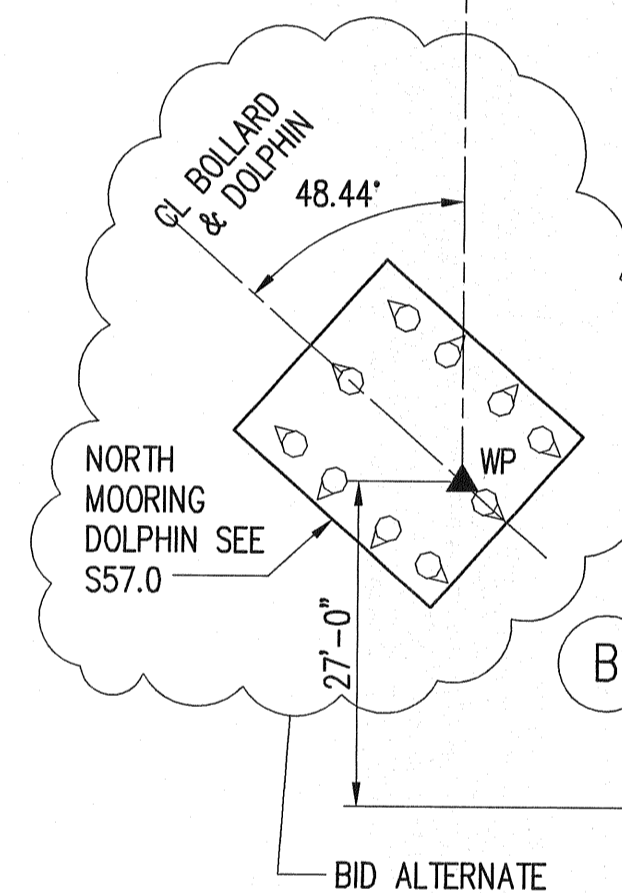 CL BOLLARD
& DOLPHIN
48.44°
WP
NORTH
MOORING
DOLPHIN SEE
S57.0
27'-0"
B
BID ALTERNATE